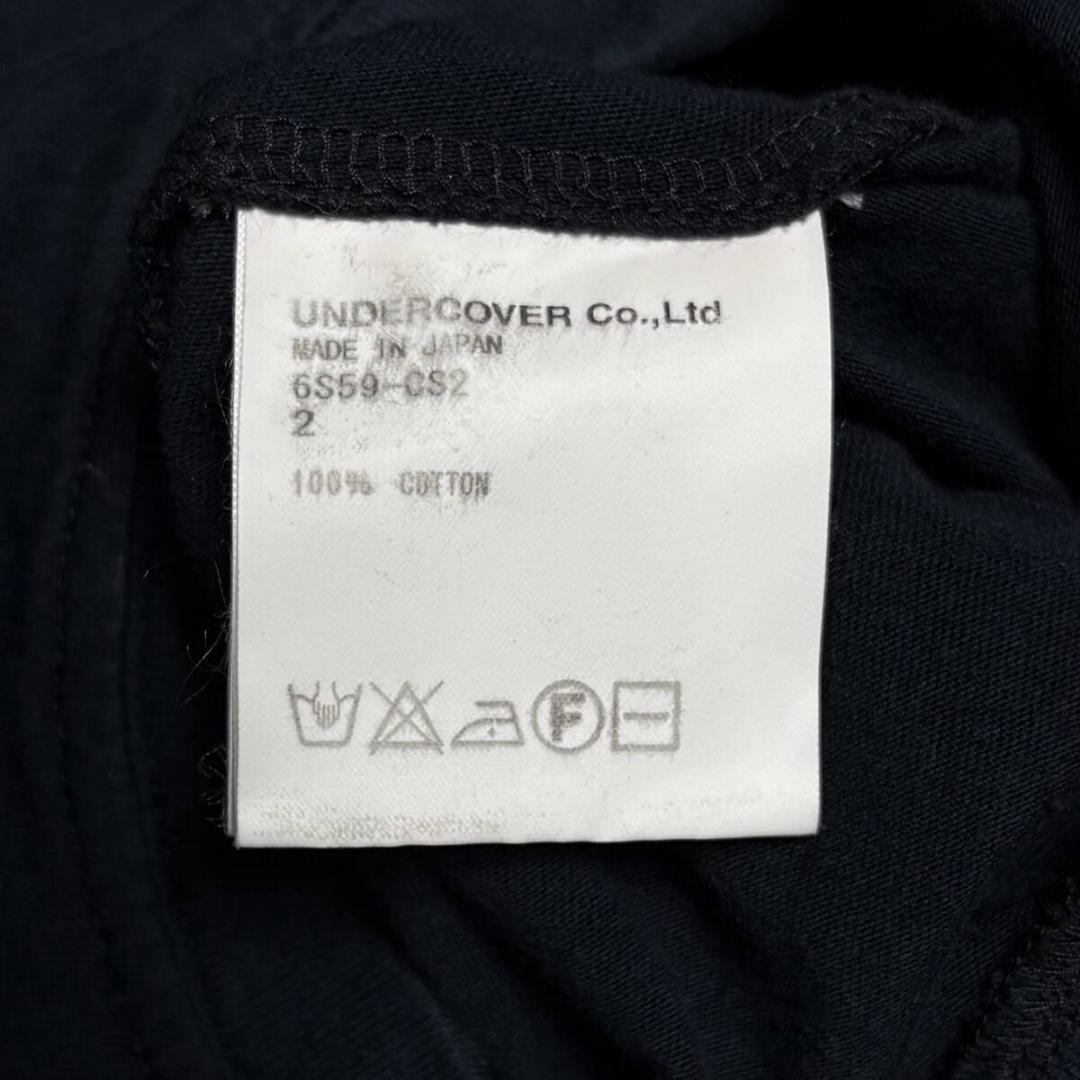 UNDERCOVER Co.,Ltd
MADE IN JAPAN
6S59-CS2
2
100% COTTON
F